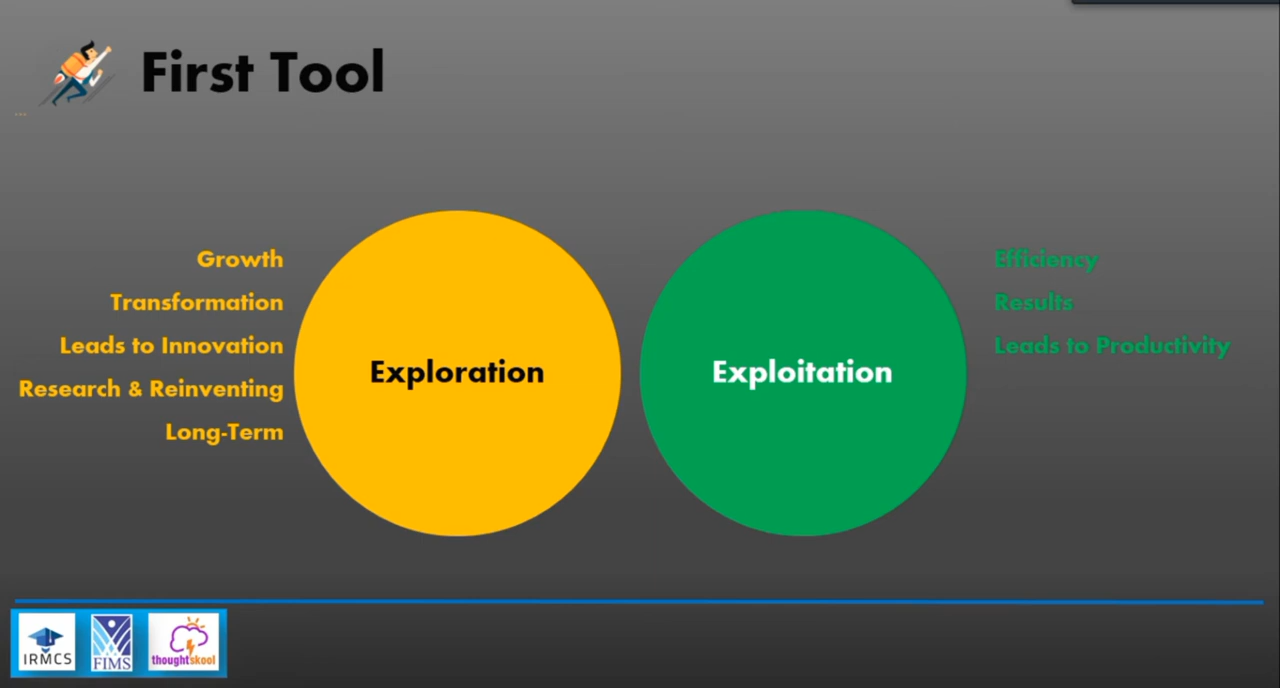 First Tool
Growth
Transformation
Leads to Innovation
Research & Reinventing
Long-Term
Exploration
Exploitation
Efficiency
Results
Leads to Productivity
IRMCS
FIMS
thoughtskool